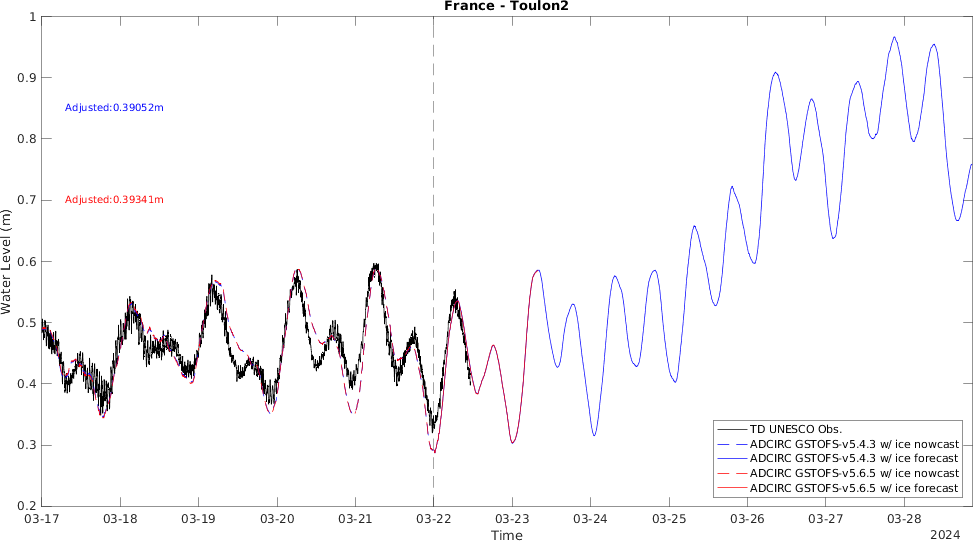 France - Toulon2
1
0.9
0.8
0.7
0.6
0.5
0.4
0.3
0.2
Water Level (m)
Adjusted:0.39052m
Adjusted:0.39341m
TD UNESCO Obs.
ADCIRC GSTOFS-v5.4.3 w/ ice nowcast
ADCIRC GSTOFS-v5.4.3 w/ ice forecast
ADCIRC GSTOFS-v5.6.5 w/ ice nowcast
ADCIRC GSTOFS-v5.6.5 w/ ice forecast
03-17 03-18 03-19 03-20 03-21 03-22 03-23 03-24 03-25 03-26 03-27 03-28
Time
2024